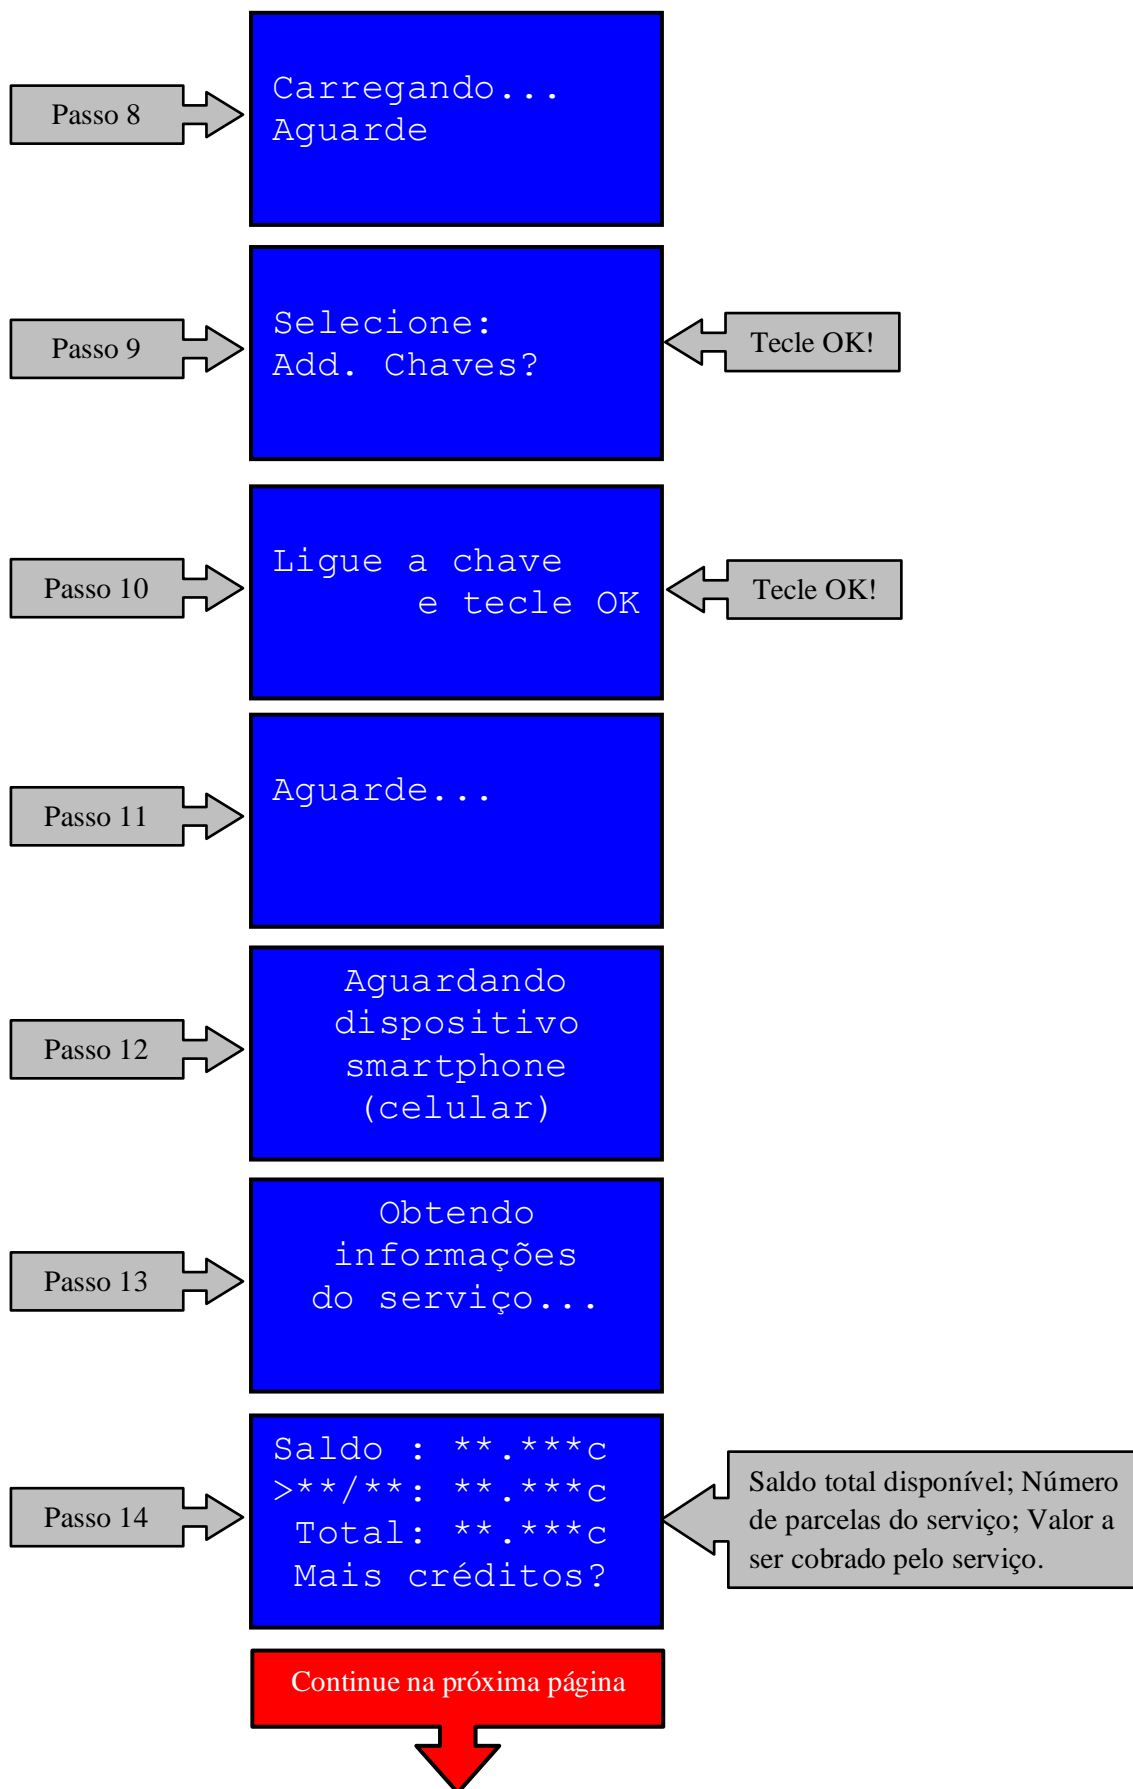 Passo 8
Carregando...
Aguarde
Passo 9
Selecione:
Add. Chaves?
Tecle OK!
Passo 10
Ligue a chave
e tecle OK
Tecle OK!
Passo 11
Aguarde...
Passo 12
Aguardando
dispositivo
smartphone
(celular)
Passo 13
Obtendo
informações
do serviço...
Passo 14
Saldo : **.***c
>**/**: **.***c
Total: **.***c
Mais créditos?
Saldo total disponível; Número
de parcelas do serviço; Valor a
ser cobrado pelo serviço.
Continue na próxima página